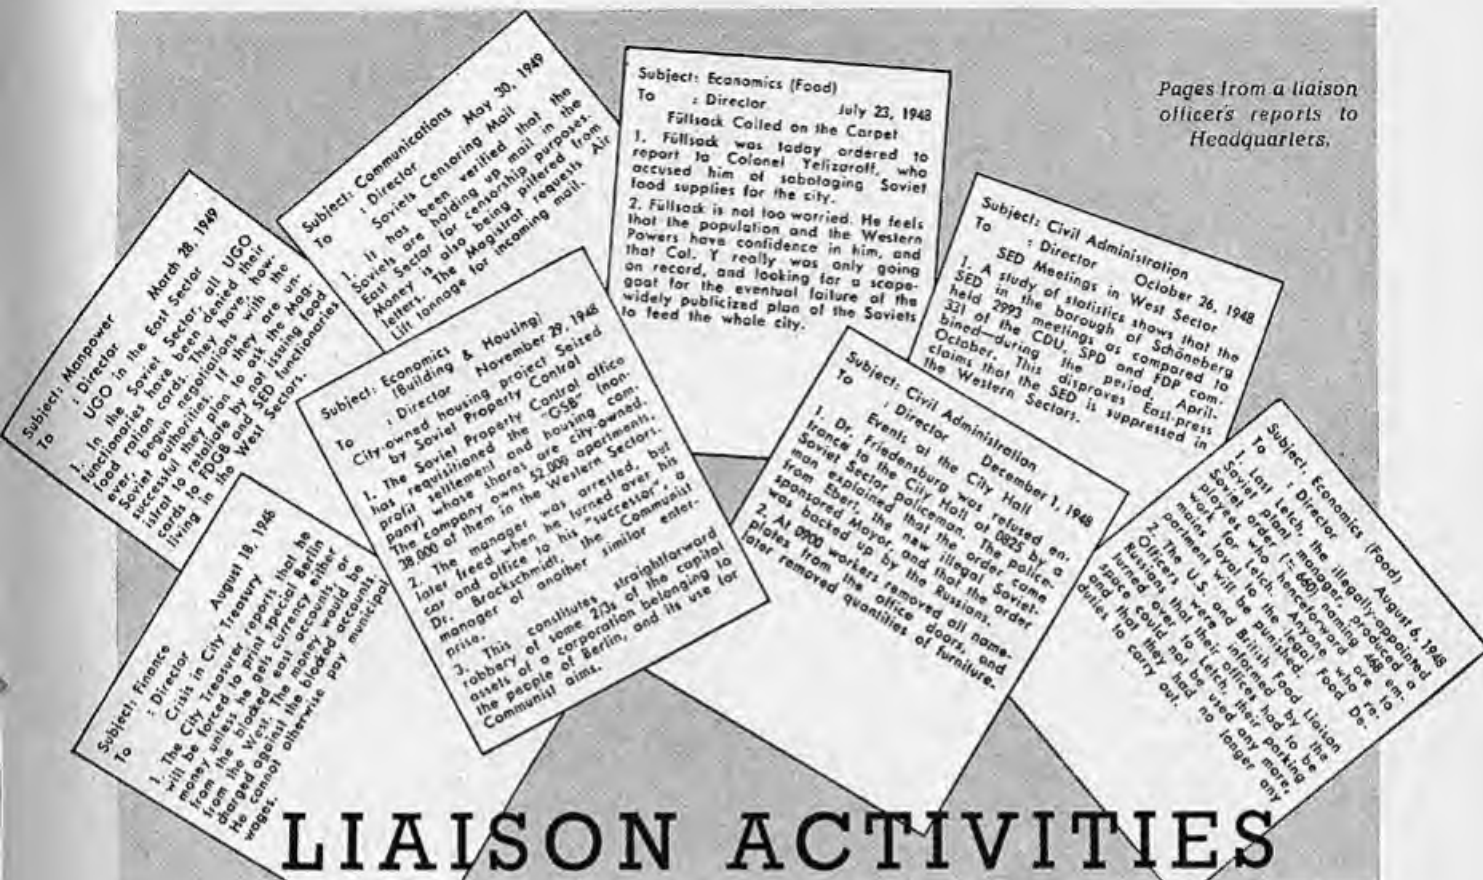 Pages from a liaison
officer's reports to
Headquarters.
Subject: Manpower
To : Director March 28, 1949
UGO in the East Sector
1. In the Soviet Sector, all UGO
functionaries have been denied their
food ration cards. They have, how-
ever, begun negotiations with the
Soviet authorities. If they are un-
successful they plan to ask the Mag-
istrat to retaliate by not issuing food
cards to FDGB and SED functionaries
living in the West Sectors.
Subject: Communications
To : Director May 30, 1949
Soviets Censoring Mail
1. It has been verified that the
Soviets are holding up mail in the
East Sector for censorship purposes.
Money is also being pilfered from
letters. The Magistrat requests Air
Lift tonnage for incoming mail.
Subject: Economics (Food)
To : Director July 23, 1948
Füllsack Called on the Carpet
1. Füllsack was today ordered to
report to Colonel Yelizaroff, who
accused him of sabotaging Soviet
food supplies for the city.
2. Füllsack is not too worried. He feels
that the population and the Western
Powers have confidence in him, and
that Col. Y really was only going
on record, and looking for a scape-
goat for the eventual failure of the
widely publicized plan of the Soviets
to feed the whole city.
Subject: Civil Administration
To : Director October 26, 1948
SED Meetings in West Sector
1. A study of statistics shows that the
SED in the borough of Schöneberg
held 2993 meetings as compared to
331 of the CDU, SPD and FDP com-
bined—during the period, April-
October. This disproves East-press
claims that the SED is suppressed in
the Western Sectors.
Subject: Finance
To : Director August 18, 1948
Crisis in City Treasury
1. The City Treasurer reports that he
will be forced to print special Berlin
money unless he gets currency either
from the blocked east accounts, or
from the West. The money would be
charged against the blocked accounts.
He cannot otherwise pay municipal
wages.
Subject: Economics
(Building & Housing)
To : Director November 29, 1948
City-owned housing project Seized
by Soviet Property Control
1. The Soviet Property Control office
has requisitioned the "GSB" (non-
profit settlement and housing com-
pany) whose shares are city-owned.
The company owns 52,000 apartments,
38,000 of them in the Western Sectors.
2. The manager was arrested, but
later freed when he turned over his
car and office to his "successor", a
Dr. Brockschmidt, the Communist
manager of another similar enter-
prise.
3. This constitutes straightforward
robbery of some 2/3s of the capital
assets of a corporation belonging to
the people of Berlin, and its use for
Communist aims.
Subject: Civil Administration
To : Director December 1, 1948
Events at the City Hall
1. Dr. Friedensburg was refused en-
trance to the City Hall at 0825 by a
Soviet Sector policeman. The police-
man explained that the order came
from Ebert, the new illegal Soviet-
sponsored Mayor, and that the order
was backed up by the Russians.
2. At 0900 workers removed all name-
plates from the office doors, and
later removed quantities of furniture.
Subject: Economics (Food)
To : Director August 6, 1948
1. Last Letch, the illegally-appointed
Soviet plant manager, produced a
Soviet order (# 660) naming 468 em-
ployees who henceforward are to
work for Letch. Anyone who re-
mains loyal to the legal Food De-
partment will be punished.
2. The U.S. and British Food Liaison
Officers were informed by the
Russians that their offices had to be
turned over to Letch, their parking
space could not be used any more,
and that they had no longer any
duties to carry out.
LIAISON ACTIVITIES